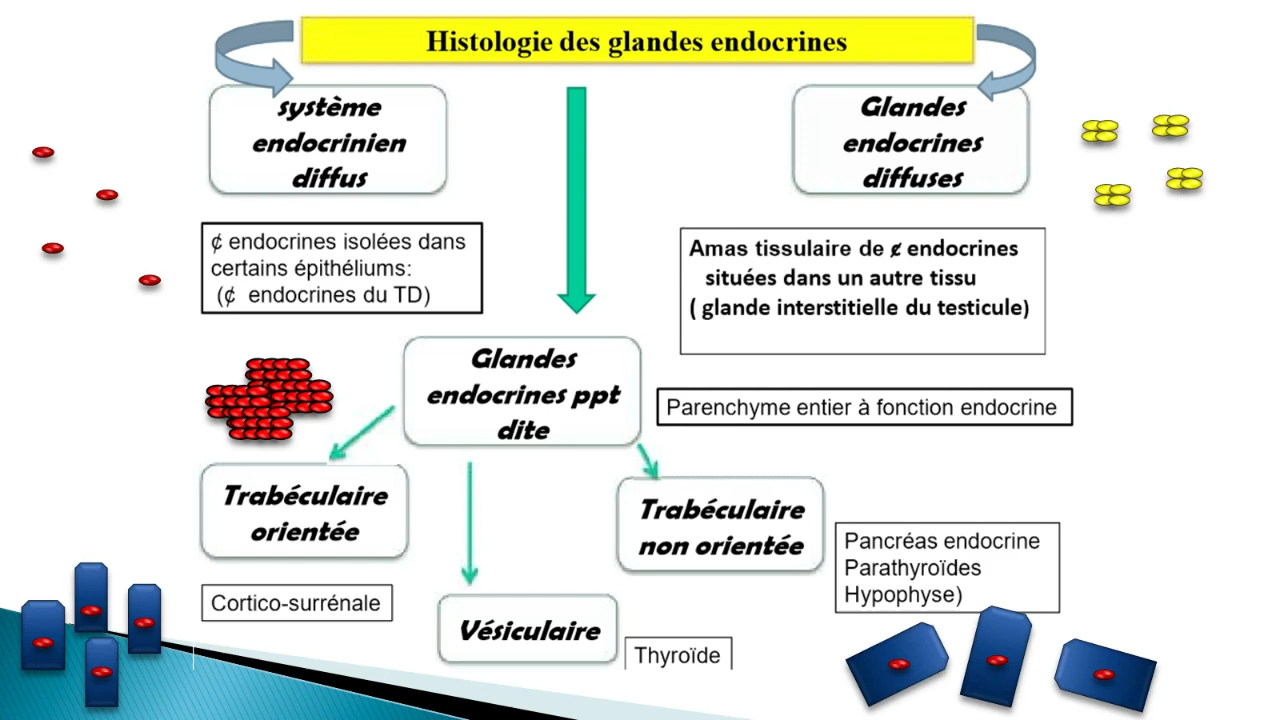 Histologie des glandes endocrines
système
endocrinien
diffus
Glandes
endocrines
diffuses
¢ endocrines isolées dans
certains épithéliums:
(¢ endocrines du TD)
Amas tissulaire de ¢ endocrines
situées dans un autre tissu
( glande interstitielle du testicule)
Glandes
endocrines ppt
dite
Parenchyme entier à fonction endocrine
Trabéculaire
orientée
Trabéculaire
non orientée
Pancréas endocrine
Parathyroïdes
Hypophyse)
Cortico-surrénale
Vésiculaire
Thyroïde